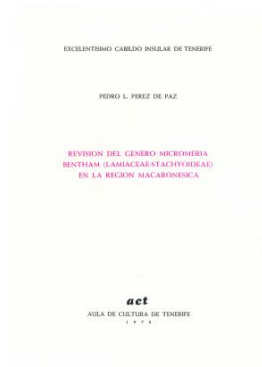 EXCELENTISIMO CABILDO INSULAR DE TENERIFE
PEDRO L. PEREZ DE PAZ
REVISION DEL GENERO MICROMERIA
BENTHAM (LAMIACEAE-STACHYOIDEAE)
EN LA REGION MACARONESICA
act
AULA DE CULTURA DE TENERIFE
1978